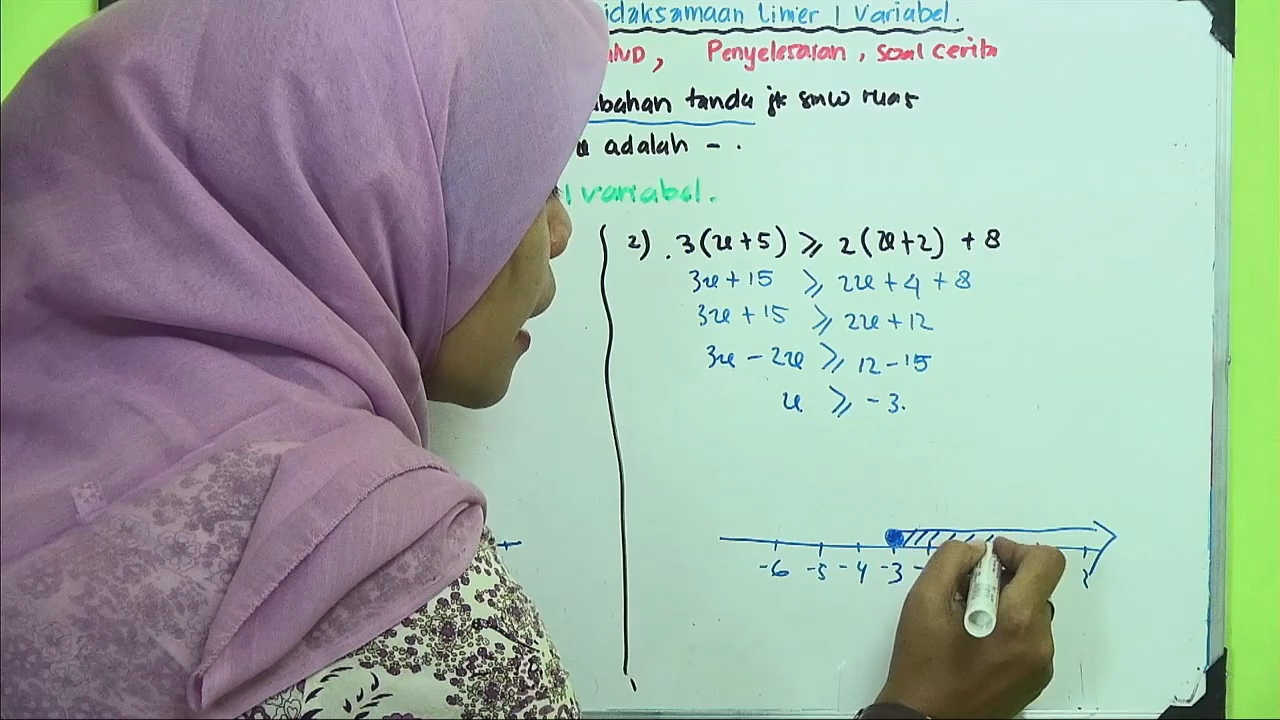 idaksamaan linier 1 Variabel.
, Penyelesaian, soal cerita
bahan tanda jk smw ruas
adalah - .
1 variabel.
2) . 3(x+5) ⩾ 2(x+2) + 8
3x + 15 ⩾ 2x + 4 + 8
3x + 15 ⩾ 2x + 12
3x - 2x ⩾ 12 - 15
x ⩾ -3.
-6 -5 -4 -3